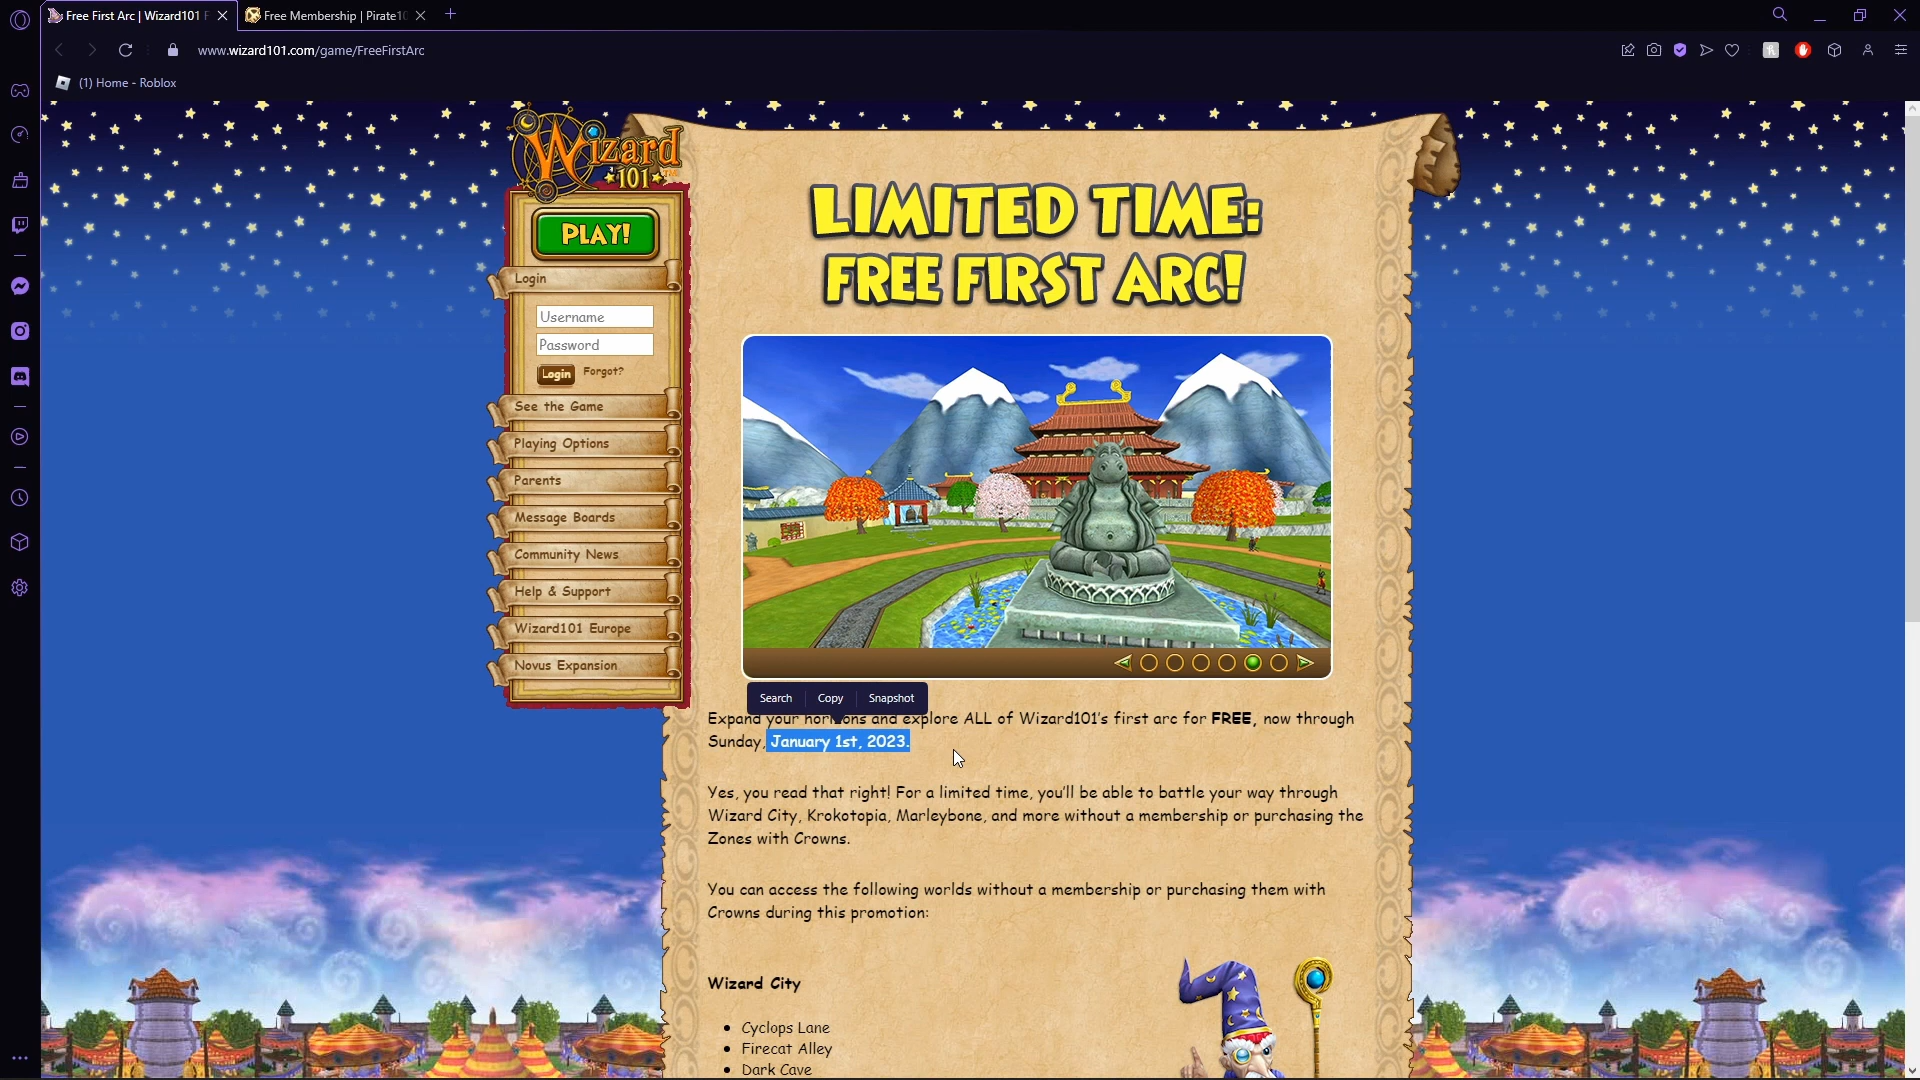 Free First Arc | Wizard101 F
Free Membership | Pirate10
www.wizard101.com/game/FreeFirstArc
(1) Home - Roblox
Wizard
101
TM
PLAY!
Login
Username
Password
Login
Forgot?
See the Game
Playing Options
Parents
Message Boards
Community News
Help & Support
Wizard101 Europe
Novus Expansion
LIMITED TIME:
FREE FIRST ARC!
Search
Copy
Snapshot
Expand your horizons and explore ALL of Wizard101's first arc for FREE, now through
Sunday, January 1st, 2023.
Yes, you read that right! For a limited time, you'll be able to battle your way through
Wizard City, Krokotopia, Marleybone, and more without a membership or purchasing the
Zones with Crowns.
You can access the following worlds without a membership or purchasing them with
Crowns during this promotion:
Wizard City
• Cyclops Lane
• Firecat Alley
• Dark Cave